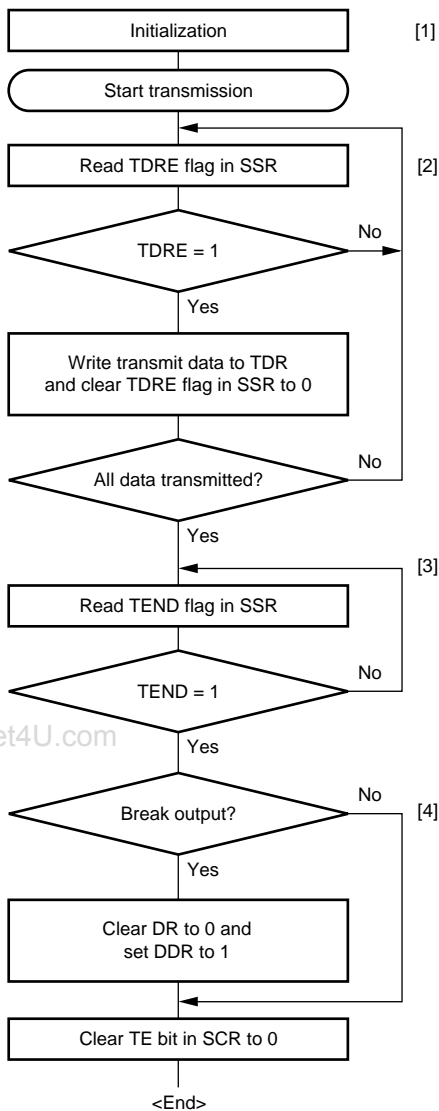 Initialization
[1]
Start transmission
Read TDRE flag in SSR
[2]
TDRE = 1
No
Yes
Write transmit data to TDR
and clear TDRE flag in SSR to 0
All data transmitted?
No
Yes
[3]
Read TEND flag in SSR
TEND = 1
No
et4U.com
Yes
Break output?
No
[4]
Yes
Clear DR to 0 and
set DDR to 1
Clear TE bit in SCR to 0
<End>